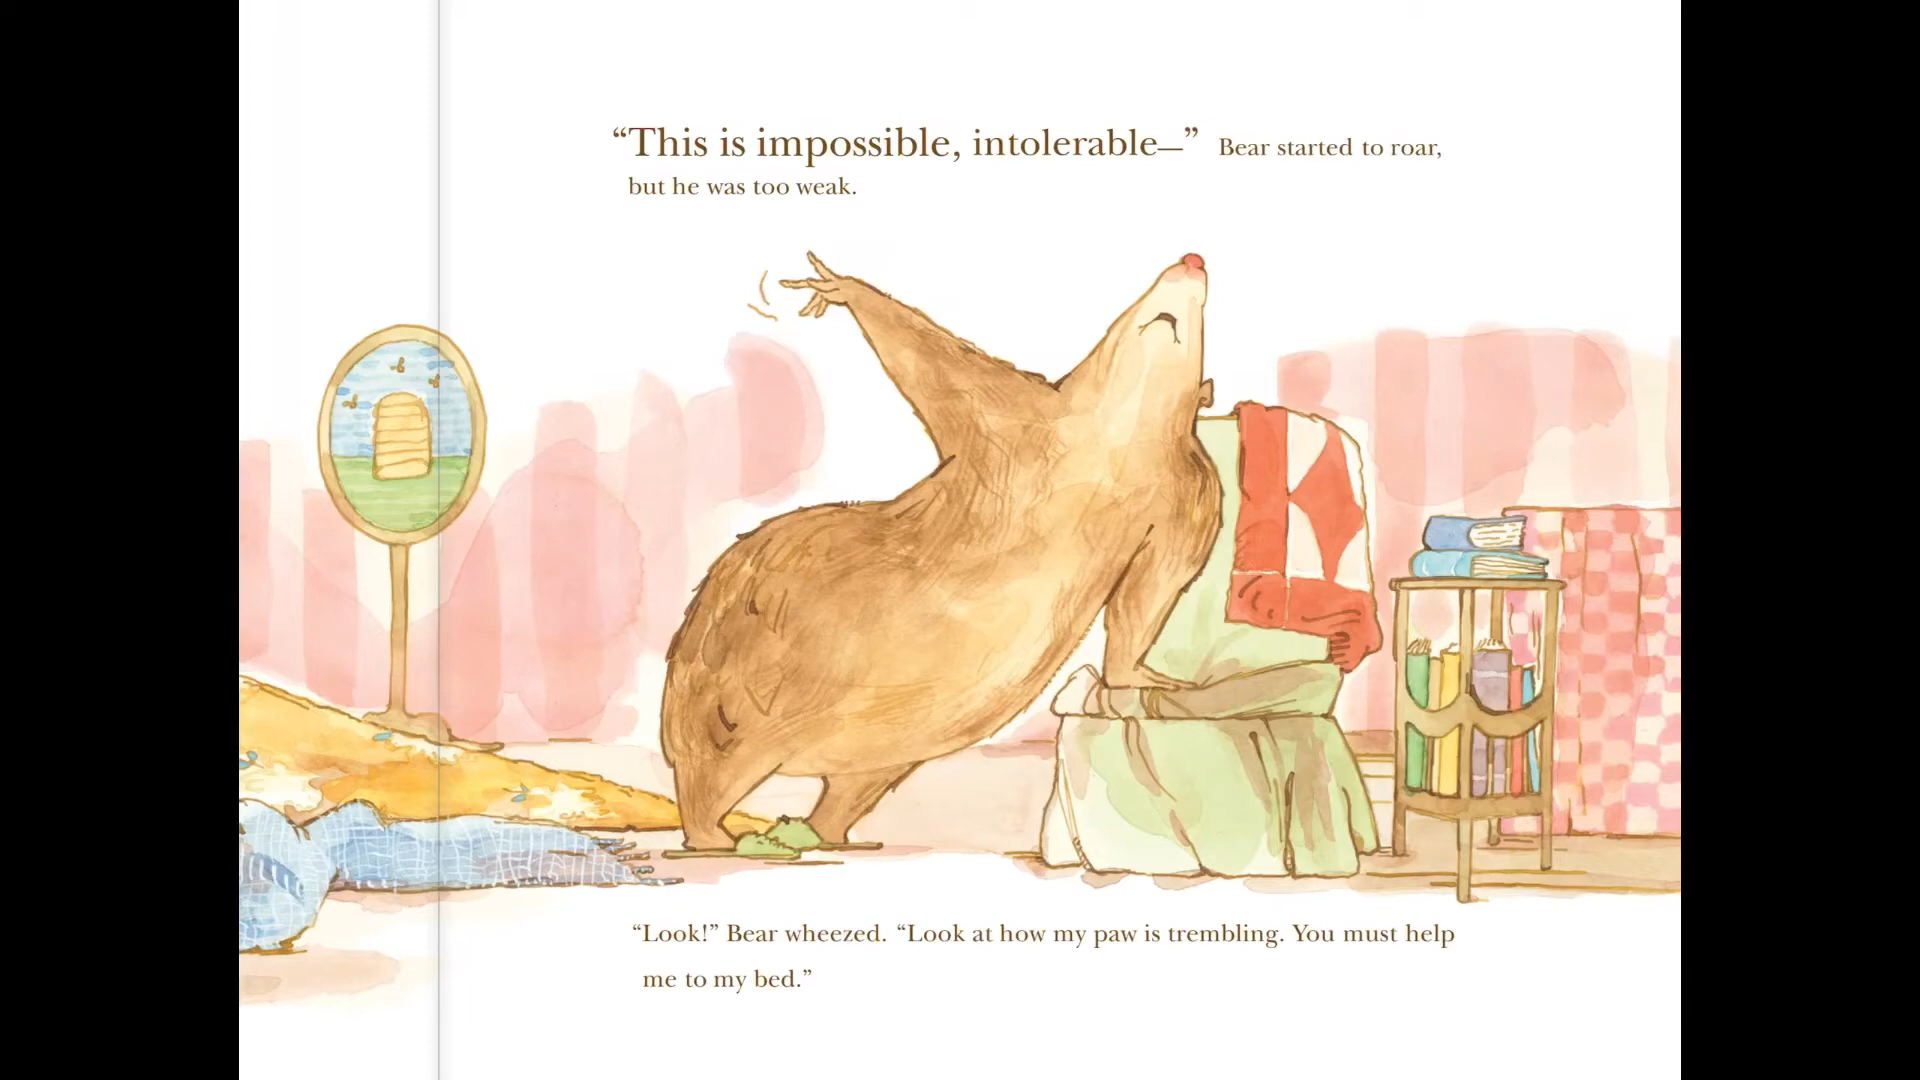 “This is impossible, intolerable—” Bear started to roar,
but he was too weak.
“Look!” Bear wheezed. “Look at how my paw is trembling. You must help
me to my bed.”